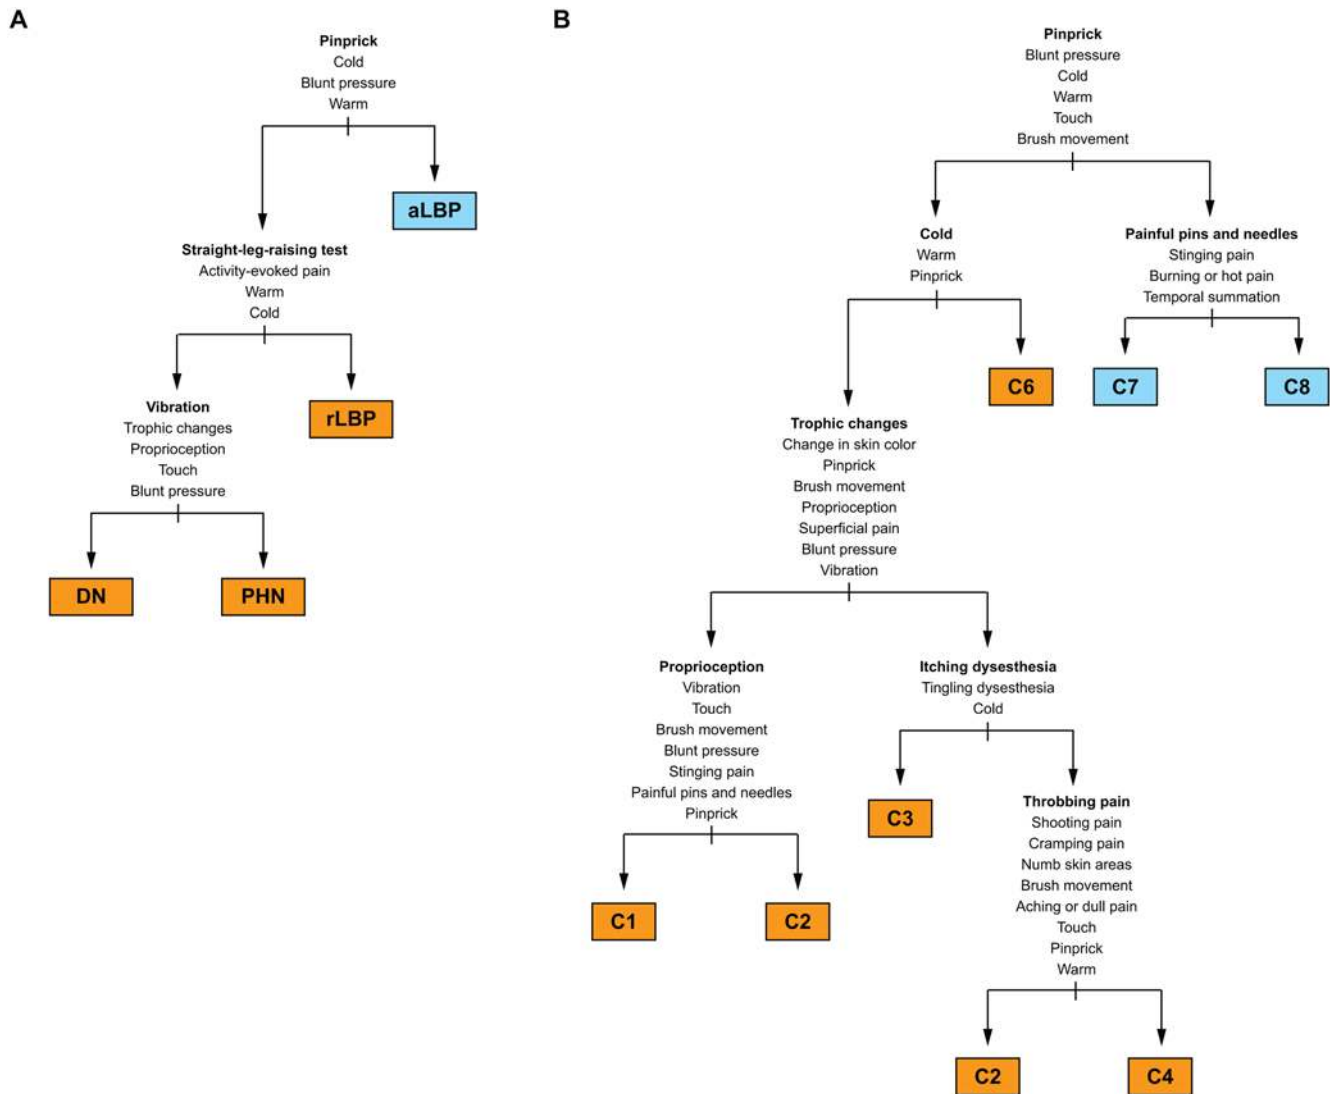 A
Pinprick
Cold
Blunt pressure
Warm
aLBP
Straight-leg-raising test
Activity-evoked pain
Warm
Cold
rLBP
Vibration
Trophic changes
Proprioception
Touch
Blunt pressure
DN
PHN
B
Pinprick
Blunt pressure
Cold
Warm
Touch
Brush movement
Cold
Warm
Pinprick
Painful pins and needles
Stinging pain
Burning or hot pain
Temporal summation
C6
C7
C8
Trophic changes
Change in skin color
Pinprick
Brush movement
Proprioception
Superficial pain
Blunt pressure
Vibration
Proprioception
Vibration
Touch
Brush movement
Blunt pressure
Stinging pain
Painful pins and needles
Pinprick
C1
C2
Itching dysesthesia
Tingling dysesthesia
Cold
C3
Throbbing pain
Shooting pain
Cramping pain
Numb skin areas
Brush movement
Aching or dull pain
Touch
Pinprick
Warm
C2
C4